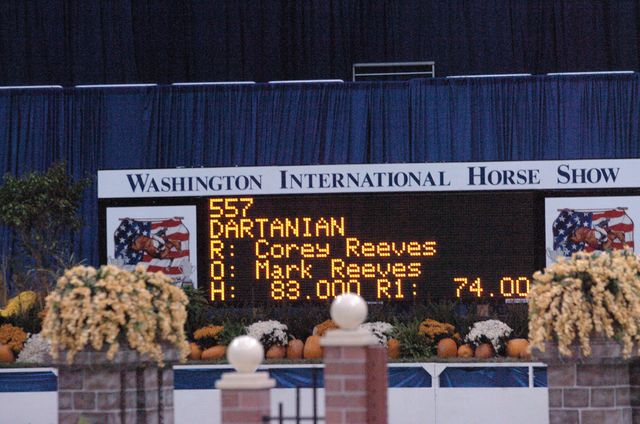 WASHINGTON INTERNATIONAL HORSE SHOW
557
DARTANIAN
R: Corey Reeves
O: Mark Reeves
H: 83.000 R1: 74.00